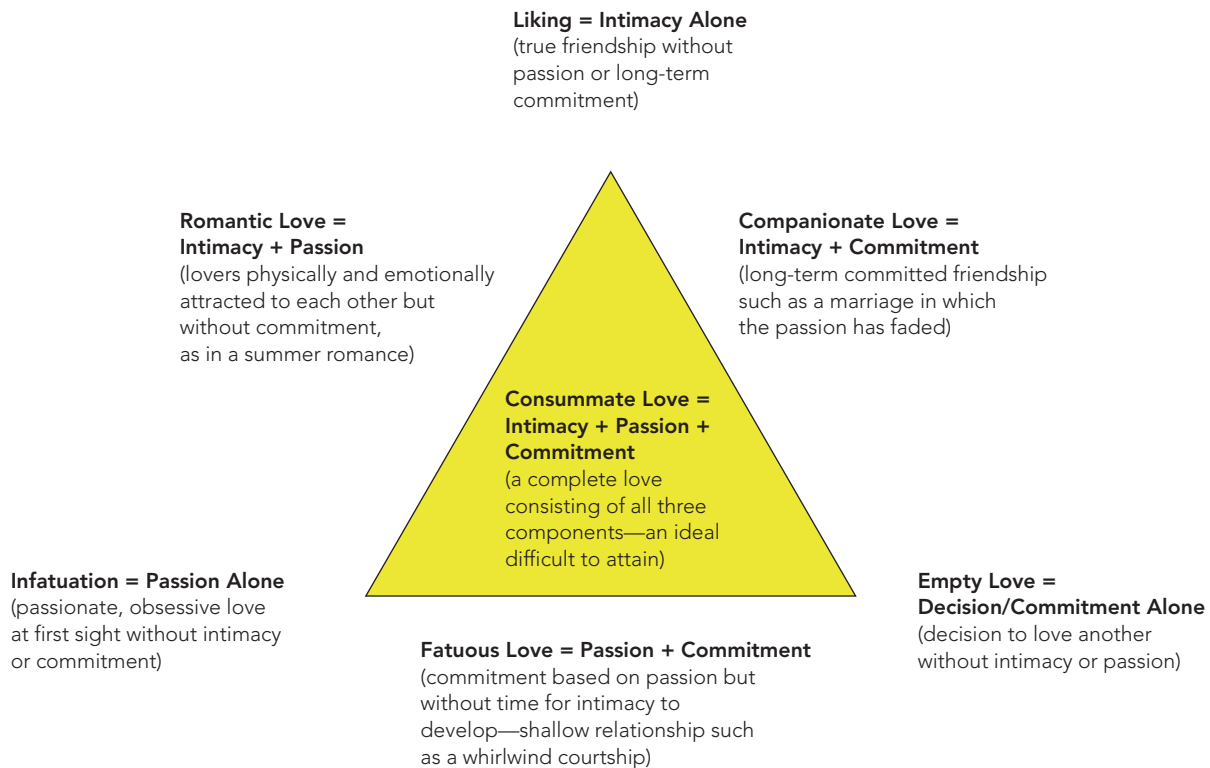 Liking = Intimacy Alone
(true friendship without
passion or long-term
commitment)
Romantic Love =
Intimacy + Passion
(lovers physically and emotionally
attracted to each other but
without commitment,
as in a summer romance)
Companionate Love =
Intimacy + Commitment
(long-term committed friendship
such as a marriage in which
the passion has faded)
Consummate Love =
Intimacy + Passion +
Commitment
(a complete love
consisting of all three
components—an ideal
difficult to attain)
Infatuation = Passion Alone
(passionate, obsessive love
at first sight without intimacy
or commitment)
Fatuous Love = Passion + Commitment
(commitment based on passion but
without time for intimacy to
develop—shallow relationship such
as a whirlwind courtship)
Empty Love =
Decision/Commitment Alone
(decision to love another
without intimacy or passion)